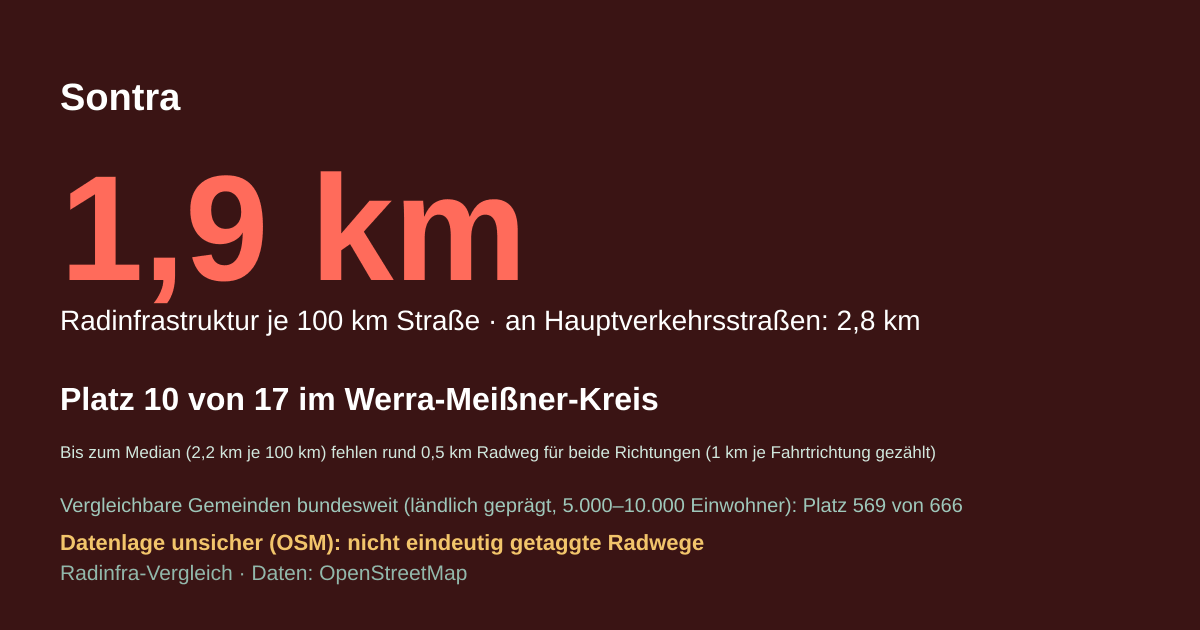 Sontra
1,9 km
Radinfrastruktur je 100 km Straße · an Hauptverkehrsstraßen: 2,8 km
Platz 10 von 17 im Werra-Meißner-Kreis
Bis zum Median (2,2 km je 100 km) fehlen rund 0,5 km Radweg für beide Richtungen (1 km je Fahrtrichtung gezählt)
Vergleichbare Gemeinden bundesweit (ländlich geprägt, 5.000–10.000 Einwohner): Platz 569 von 666
Datenlage unsicher (OSM): nicht eindeutig getaggte Radwege
Radinfra-Vergleich · Daten: OpenStreetMap